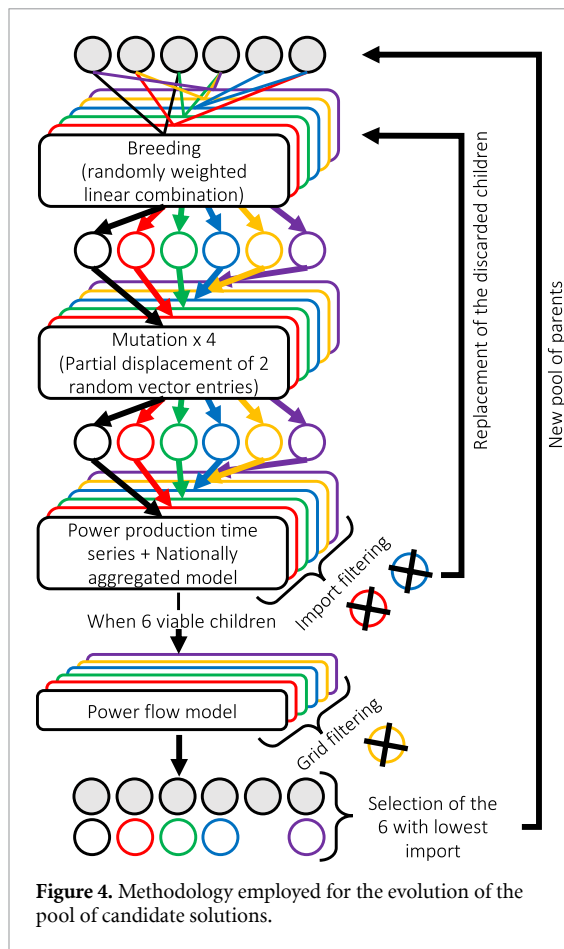 Breeding
(randomly weighted
linear combination)
Mutation x 4
(Partial displacement of 2
random vector entries)
Replacement of the discarded children
New pool of parents
Power production time
series + Nationally
aggregated model
Import filtering
When 6 viable children
Power flow model
Grid filtering
Selection of the
6 with lowest
import
Figure 4. Methodology employed for the evolution of the
pool of candidate solutions.